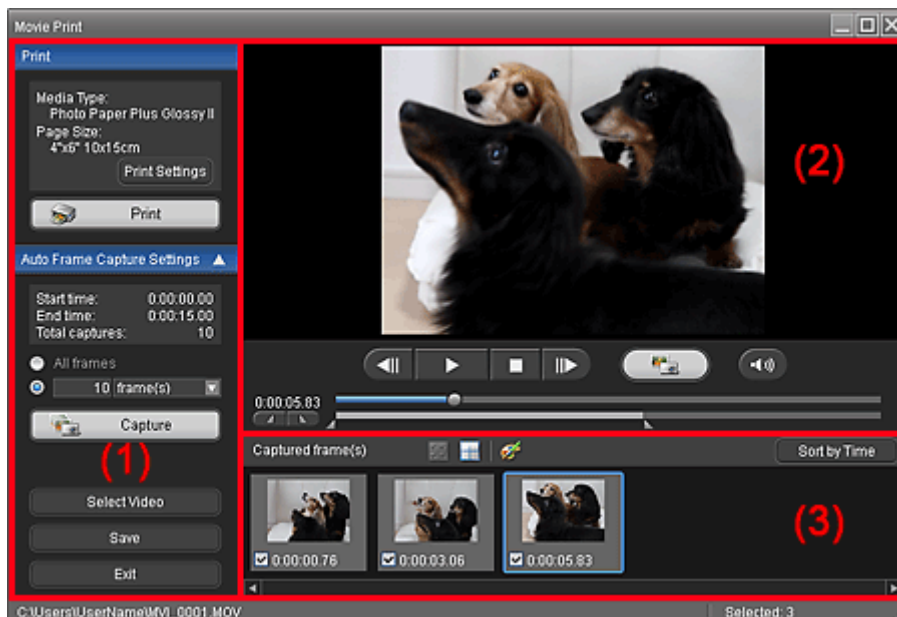 Movie Print
Print
Media Type:
Photo Paper Plus Glossy II
Page Size:
4"x6" 10x15cm
Print Settings
Print
Auto Frame Capture Settings
Start time: 0:00:00.00
End time: 0:00:15.00
Total captures: 10
All frames
10 frame(s)
Capture
(1)
Select Video
Save
Exit
(2)
0:00:05.83
Captured frame(s)
Sort by Time
0:00:00.76
0:00:03.06
0:00:05.83
(3)
C:\Users\UserName\MVI_0001.MOV
Selected: 3